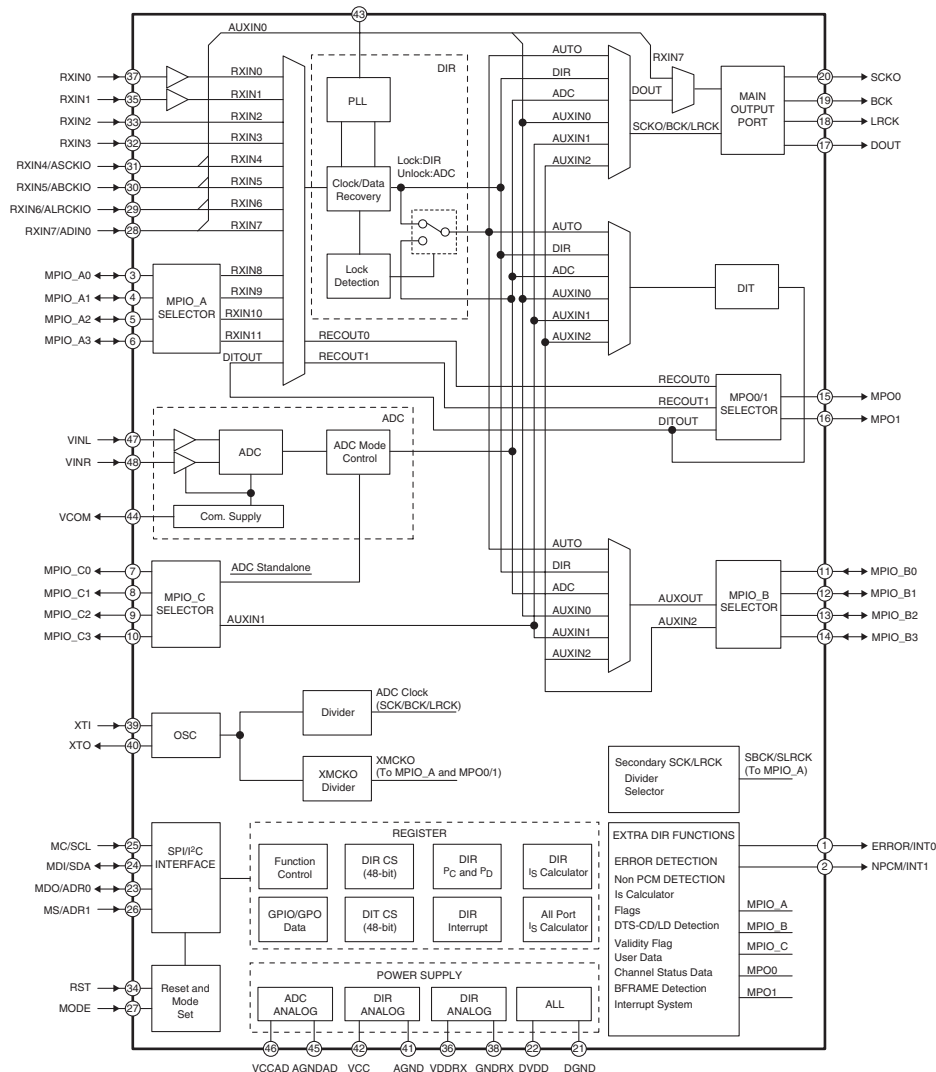 43
AUXIN0
RXIN0 37 RXIN0
RXIN1 35 RXIN1
RXIN2 33 RXIN2
RXIN3 32 RXIN3
RXIN4/ASCKIO 31 RXIN4
RXIN5/ABCKIO 30 RXIN5
RXIN6/ALRCKIO 29 RXIN6
RXIN7/ADIN0 28 RXIN7
MPIO_A0 3 RXIN8
MPIO_A1 4 RXIN9
MPIO_A2 5 RXIN10
MPIO_A3 6 RXIN11
MPIO_A
SELECTOR
DITOUT
DIR
PLL
Clock/Data
Recovery
Lock
Detection
Lock:DIR
Unlock:ADC
RECOUT0
RECOUT1
AUTO
DIR
ADC
AUXIN0
AUXIN1
AUXIN2
DOUT
RXIN7
SCKO/BCK/LRCK
MAIN
OUTPUT
PORT
20 SCKO
19 BCK
18 LRCK
17 DOUT
AUTO
DIR
ADC
AUXIN0
AUXIN1
AUXIN2
DIT
RECOUT0
RECOUT1
DITOUT
MPO0/1
SELECTOR
15 MPO0
16 MPO1
ADC
VINL 47
VINR 48
ADC
ADC Mode
Control
Com. Supply
VCOM 44
MPIO_C0 7
MPIO_C1 8
MPIO_C2 9
MPIO_C3 10
MPIO_C
SELECTOR
ADC Standalone
AUXIN1
AUTO
DIR
ADC
AUXIN0
AUXIN1
AUXIN2
AUXOUT
AUXIN2
MPIO_B
SELECTOR
11 MPIO_B0
12 MPIO_B1
13 MPIO_B2
14 MPIO_B3
XTI 39
XTO 40
OSC
Divider
ADC Clock
(SCK/BCK/LRCK)
XMCKO
Divider
XMCKO
(To MPIO_A and MPO0/1)
Secondary SCK/LRCK
Divider
Selector
SBCK/SLRCK
(To MPIO_A)
MC/SCL 25
MDI/SDA 24
MDO/ADR0 23
MS/ADR1 26
SPI/I²C
INTERFACE
RST 34
MODE 27
Reset and
Mode
Set
REGISTER
Function
Control
DIR CS
(48-bit)
DIR
PC and PD
DIR
IS Calculator
GPIO/GPO
Data
DIT CS
(48-bit)
DIR
Interrupt
All Port
IS Calculator
POWER SUPPLY
ADC
ANALOG
DIR
ANALOG
DIR
ANALOG
ALL
46 45 42 41 36 38 22 21
VCCAD AGNDAD VCC AGND VDDRX GNDRX DVDD DGND
EXTRA DIR FUNCTIONS
ERROR DETECTION
Non PCM DETECTION
Is Calculator
Flags
DTS-CD/LD Detection
Validity Flag
User Data
Channel Status Data
BFRAME Detection
Interrupt System
1 ERROR/INT0
2 NPCM/INT1
MPIO_A
MPIO_B
MPIO_C
MPO0
MPO1